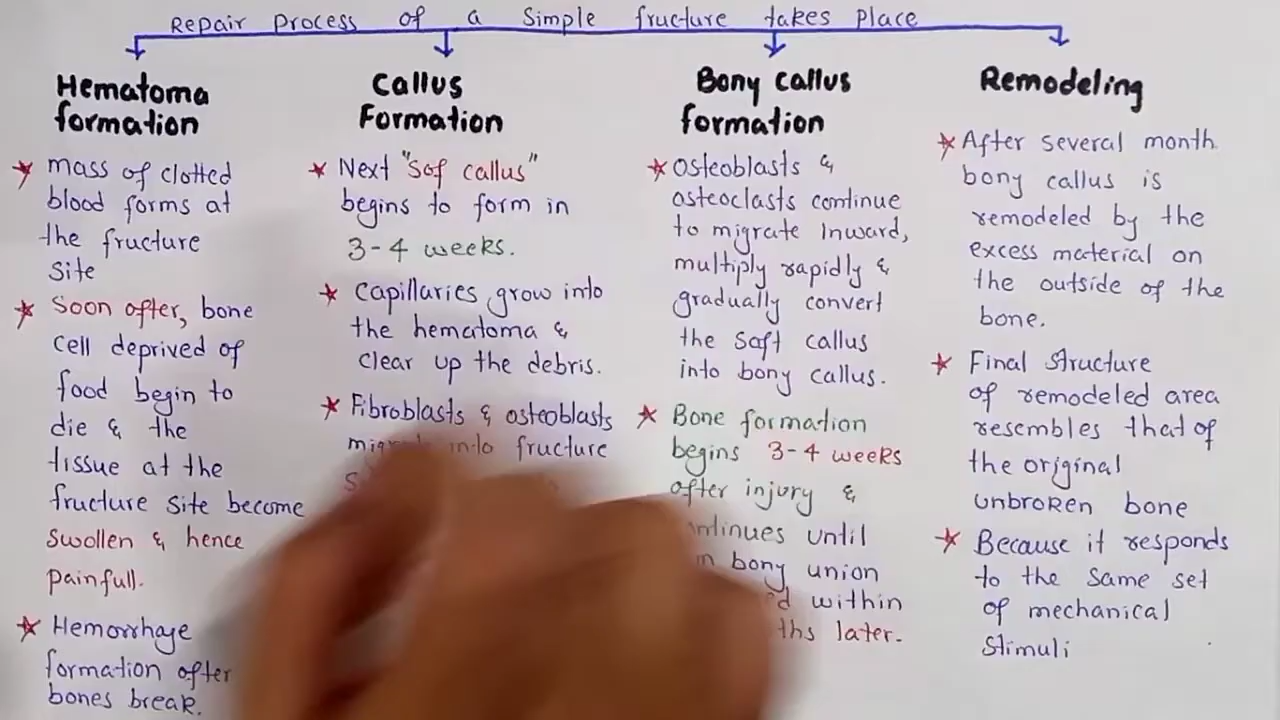 Repair Process of a Simple fructure takes Place
Hematoma
formation
mass of clotted
blood forms at
the fructure
site
Soon after, bone
cell deprived of
food begin to
die & the
tissue at the
fructure site become
swollen & hence
painfull.
Hemorrhage
formation after
bones break.
Callus
Formation
Next "sof callus"
begins to form in
3-4 weeks.
Capillaries grow into
the hematoma &
clear up the debris.
Fibroblasts & osteoblasts
into fructure
Bony callus
formation
Osteoblasts &
osteoclasts continue
to migrate inward,
multiply rapidly &
gradually convert
the soft callus
into bony callus.
Bone formation
begins 3-4 weeks
after injury &
until
bony union
within
later.
Remodeling
After several month
bony callus is
remodeled by the
excess material on
the outside of the
bone.
Final structure
of remodeled area
resembles that of
the original
unbroken bone
Because it responds
to the same set
of mechanical
stimuli